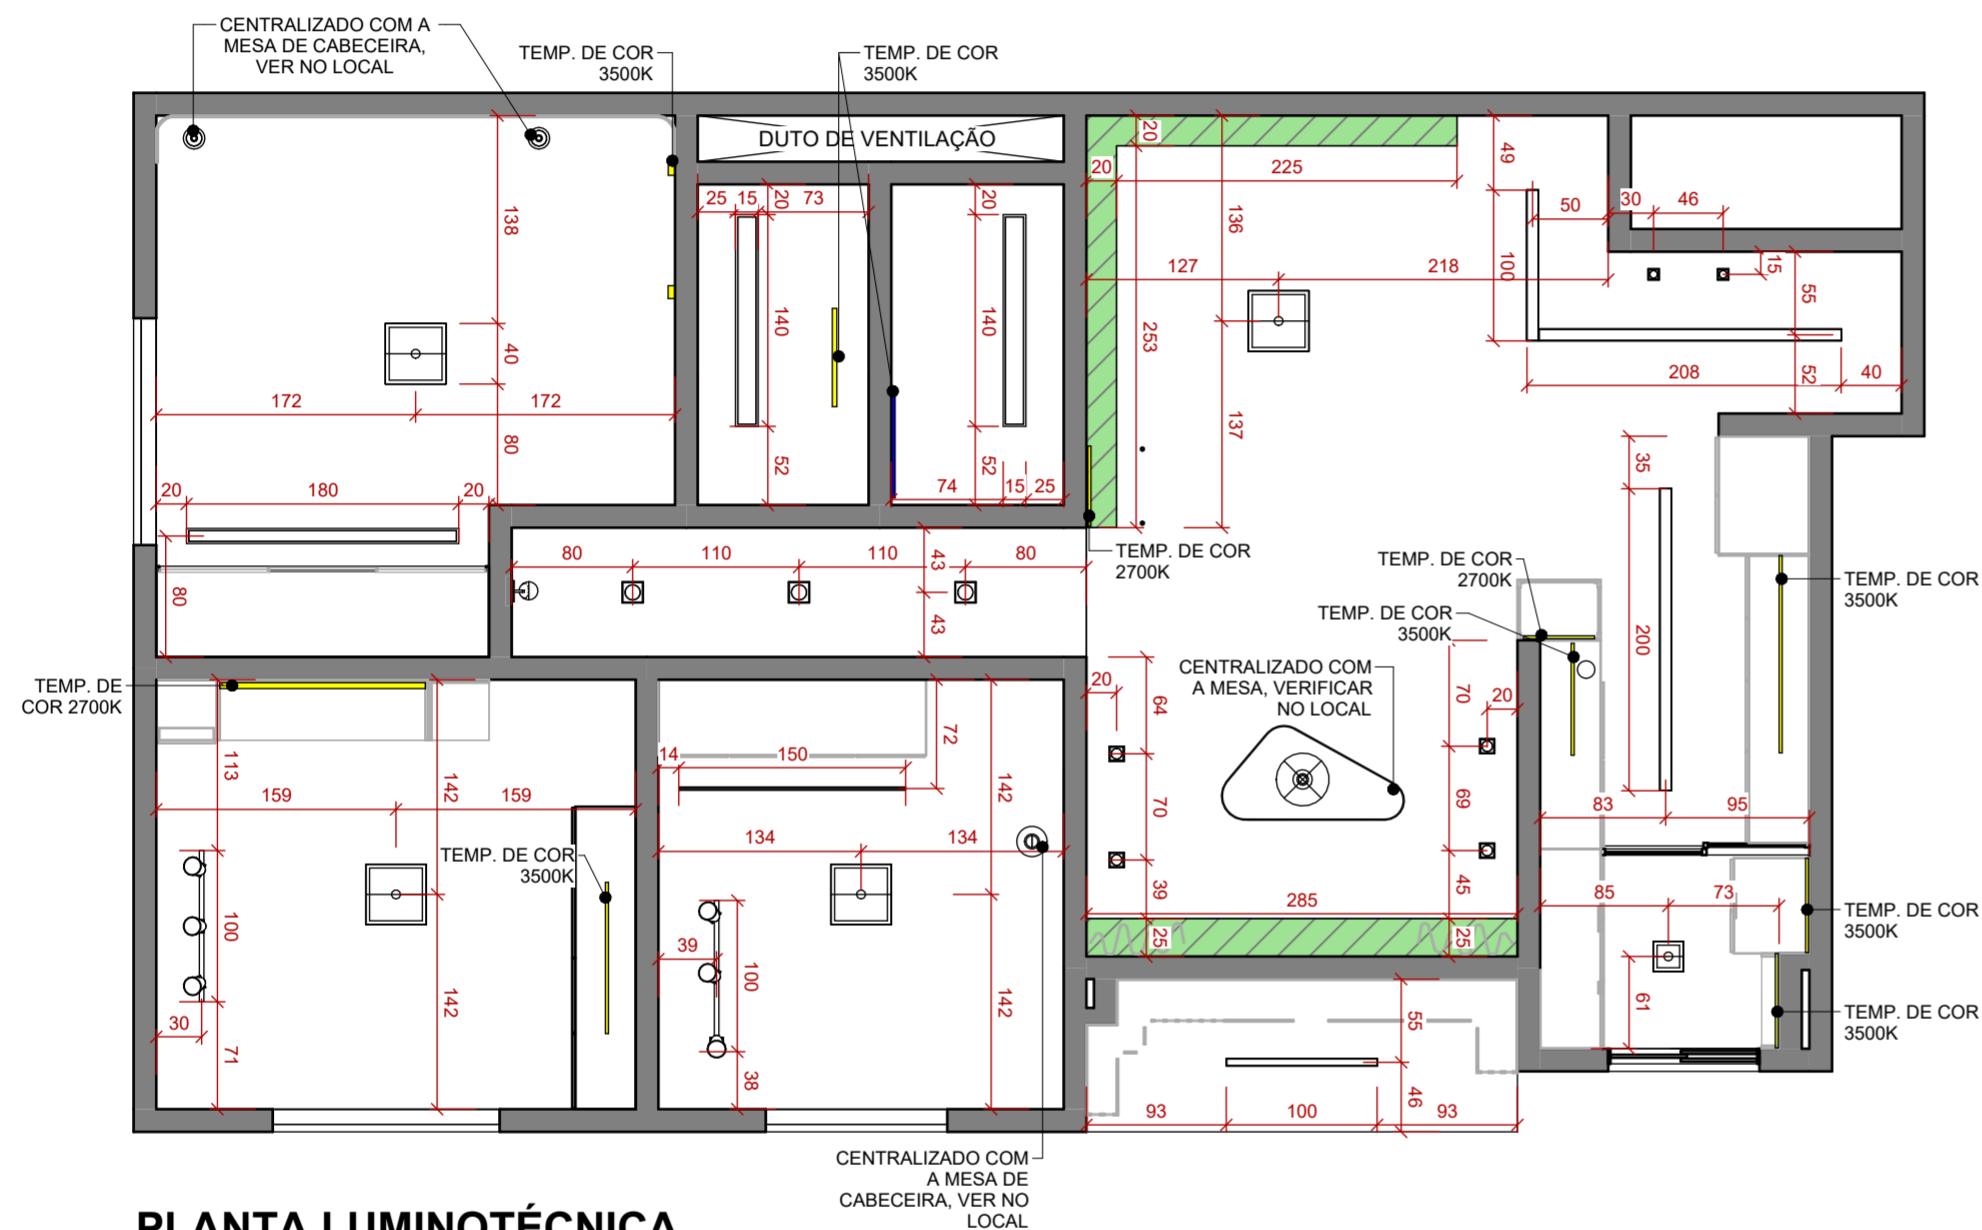 CENTRALIZADO COM A
MESA DE CABECEIRA,
VER NO LOCAL
TEMP. DE COR
3500K
TEMP. DE COR
3500K
DUTO DE VENTILAÇÃO
20
20
225
49
136
138
25
15
73
20
20
50
30
46
15
55
127
218
100
140
140
253
40
172
172
137
208
52
40
80
52
52
74
15
25
35
20
180
20
80
80
110
110
80
43
43
TEMP. DE COR
2700K
TEMP. DE COR
2700K
TEMP. DE COR
3500K
TEMP. DE COR
3500K
200
CENTRALIZADO COM
A MESA, VERIFICAR
NO LOCAL
TEMP. DE
COR 2700K
20
64
70
20
113
142
159
159
14
150
72
142
134
134
70
69
83
95
TEMP. DE COR
3500K
39
45
285
85
73
TEMP. DE COR
3500K
100
39
100
25
25
142
142
61
30
71
38
55
46
93
100
93
TEMP. DE COR
3500K
CENTRALIZADO COM
A MESA DE
CABECEIRA, VER NO
LOCAL
PLANTA LUMINOTÉCNICA